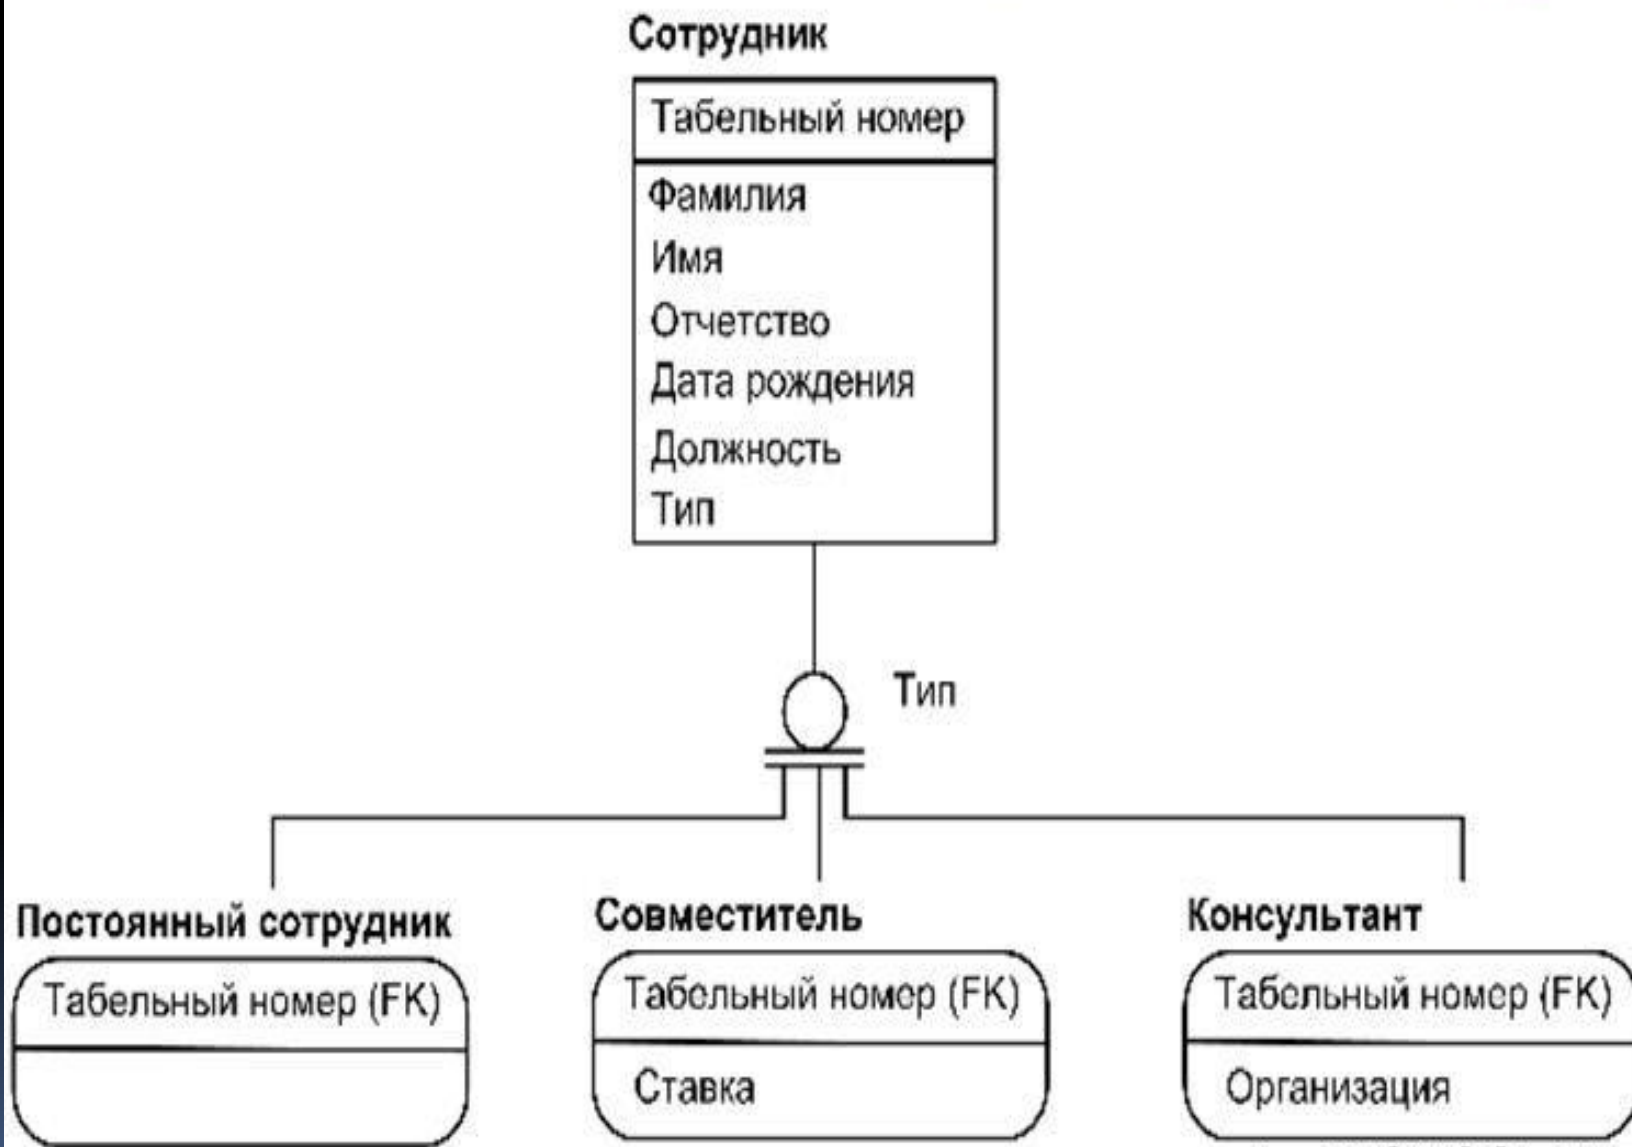 Сотрудник
Табельный номер
Фамилия
Имя
Отчетство
Дата рождения
Должность
Тип
Тип
Постоянный сотрудник
Табельный номер (FK)
Совместитель
Табельный номер (FK)
Ставка
Консультант
Табельный номер (FK)
Организация